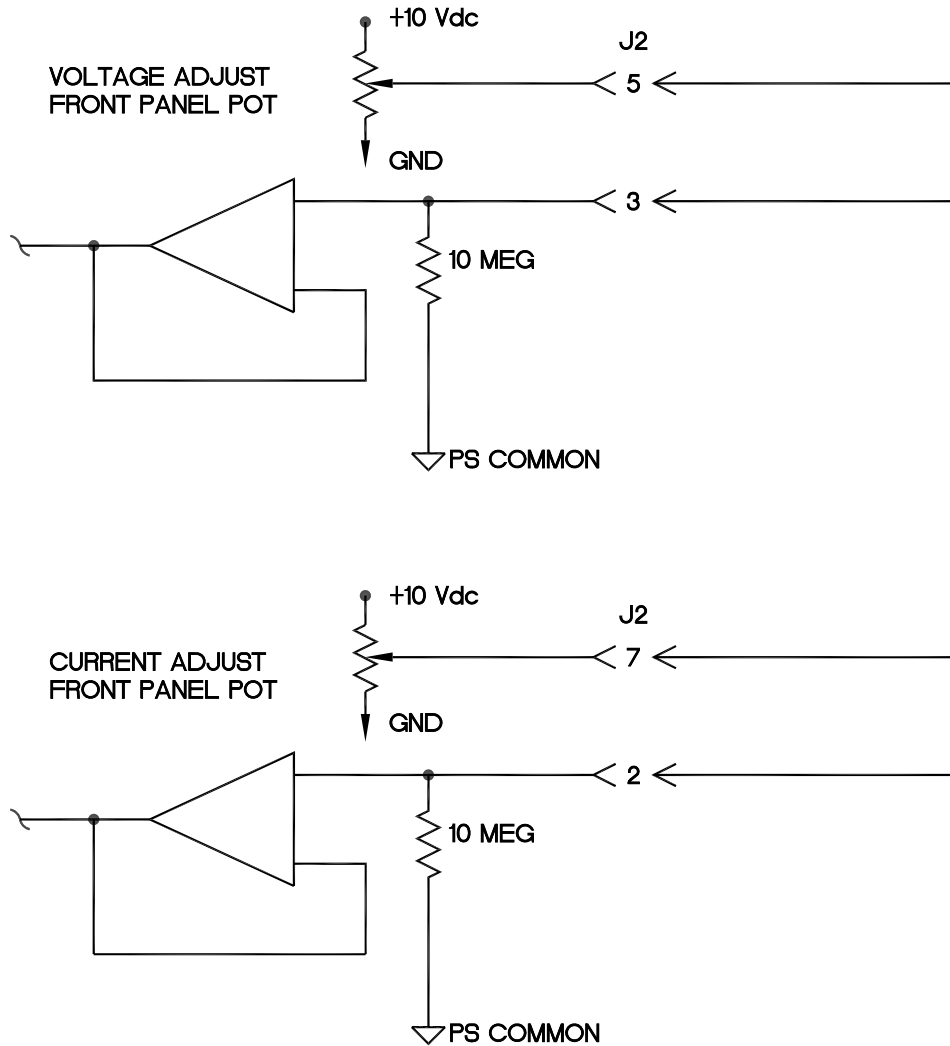 +10 Vdc
J2
VOLTAGE ADJUST
FRONT PANEL POT
5
GND
3
10 MEG
PS COMMON
+10 Vdc
J2
CURRENT ADJUST
FRONT PANEL POT
7
GND
2
10 MEG
PS COMMON